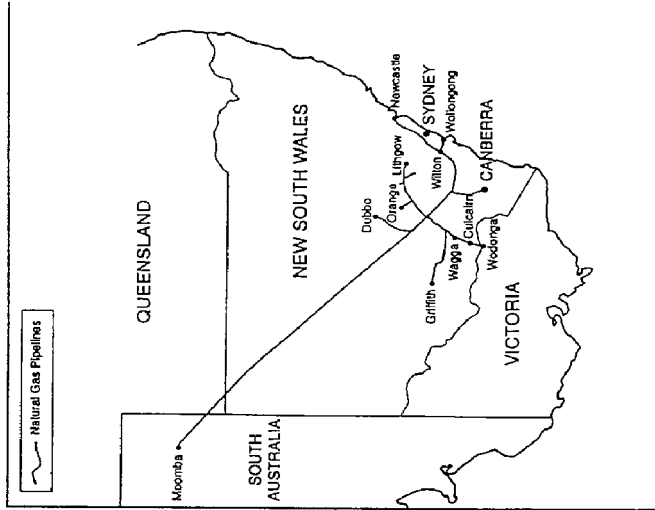 Natural Gas Pipelines
QUEENSLAND
Moomba
SOUTH
AUSTRALIA
NEW SOUTH WALES
Dubbo
Orange
Lithgow
Newcastle
SYDNEY
Wilton
Wollongong
Griffith
Wagga
Culcairn
CANBERRA
Wodonga
VICTORIA